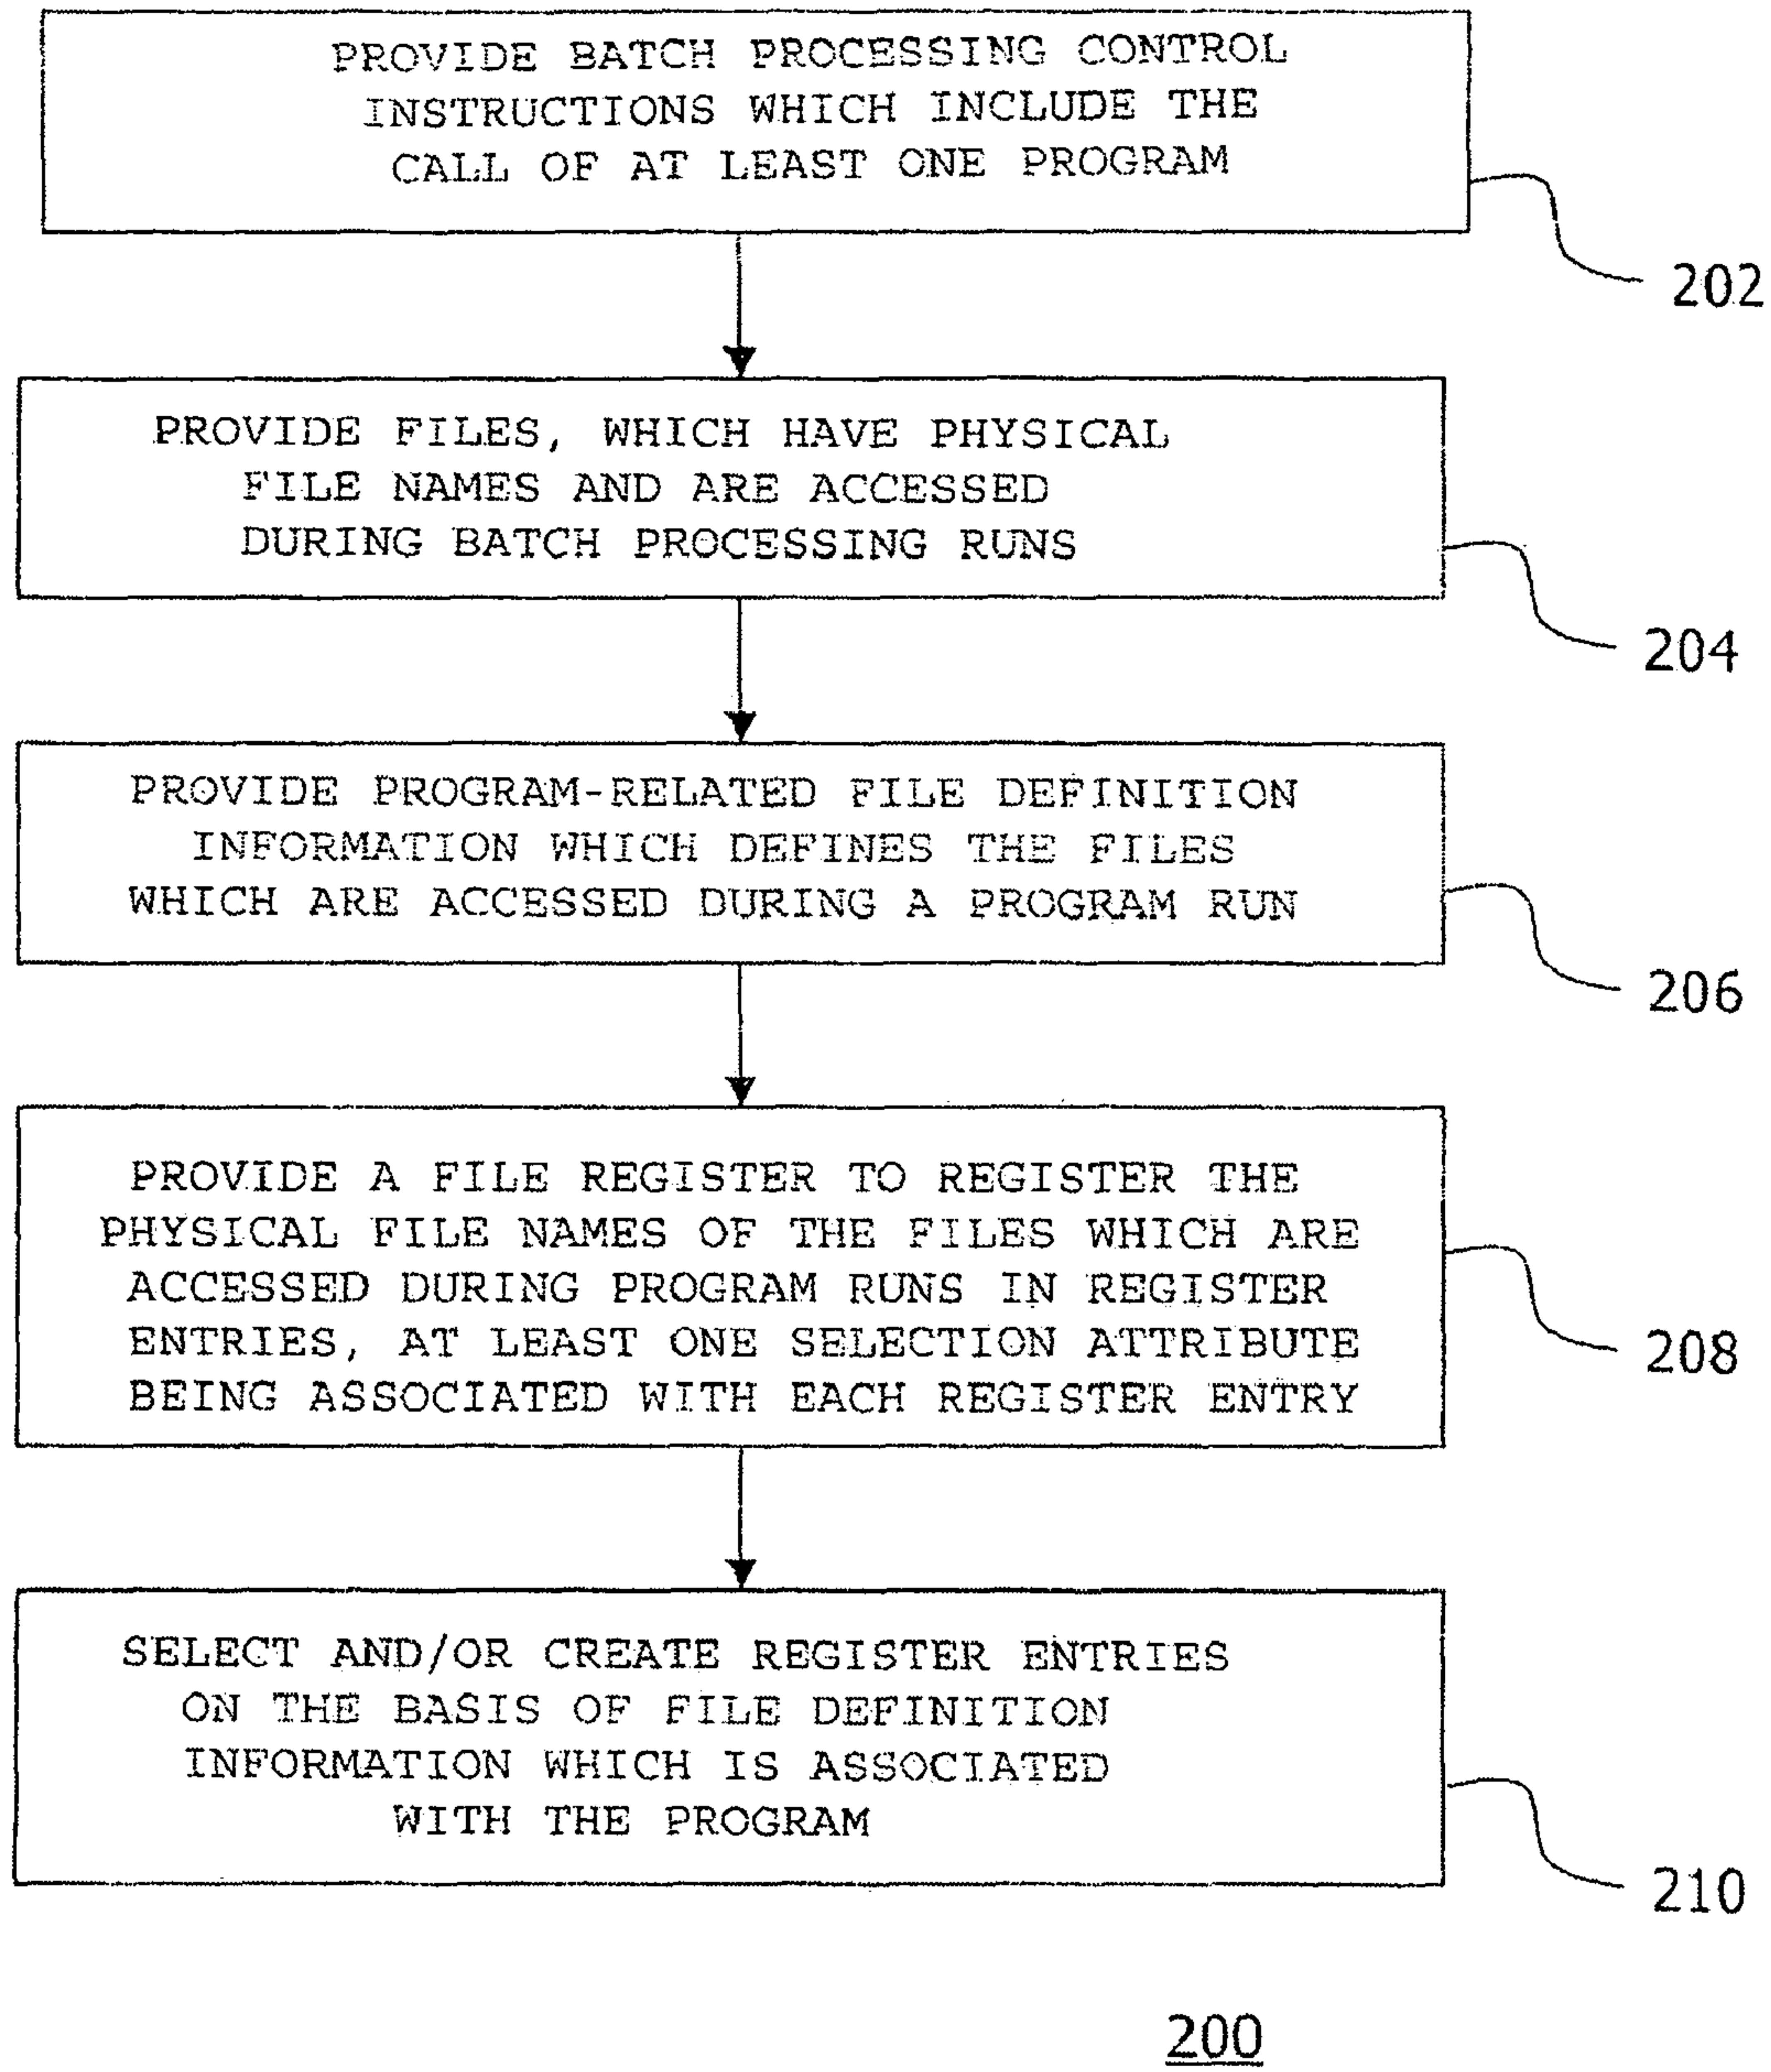 PROVIDE BATCH PROCESSING CONTROL
INSTRUCTIONS WHICH INCLUDE THE
CALL OF AT LEAST ONE PROGRAM
202
PROVIDE FILES, WHICH HAVE PHYSICAL
FILE NAMES AND ARE ACCESSED
DURING BATCH PROCESSING RUNS
204
PROVIDE PROGRAM-RELATED FILE DEFINITION
INFORMATION WHICH DEFINES THE FILES
WHICH ARE ACCESSED DURING A PROGRAM RUN
206
PROVIDE A FILE REGISTER TO REGISTER THE
PHYSICAL FILE NAMES OF THE FILES WHICH ARE
ACCESSED DURING PROGRAM RUNS IN REGISTER
ENTRIES, AT LEAST ONE SELECTION ATTRIBUTE
BEING ASSOCIATED WITH EACH REGISTER ENTRY
208
SELECT AND/OR CREATE REGISTER ENTRIES
ON THE BASIS OF FILE DEFINITION
INFORMATION WHICH IS ASSOCIATED
WITH THE PROGRAM
210
200